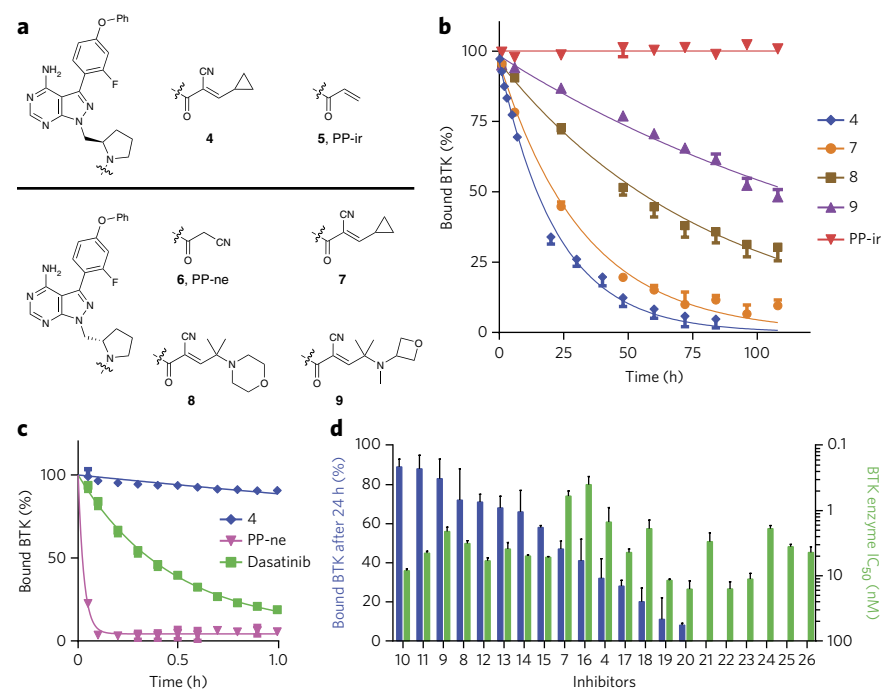 a
O Ph
NH2
F
N
N
N
N
N
CN
O
4
O
5, PP-ir
O Ph
NH2
F
N
N
N
N
N
CN
O
6, PP-ne
CN
O
7
CN
O
N
O
8
CN
O
N
O
9
b
Bound BTK (%)
100
75
50
25
0
0 25 50 75 100
Time (h)
4
7
8
9
PP-ir
c
Bound BTK (%)
100
50
0
0 0.5 1.0
Time (h)
4
PP-ne
Dasatinib
d
Bound BTK after 24 h (%)
100
80
60
40
20
0
10 11 9 8 12 13 14 15 7 16 4 17 18 19 20 21 22 23 24 25 26
Inhibitors
0.1
1
10
100
BTK enzyme IC50 (nM)